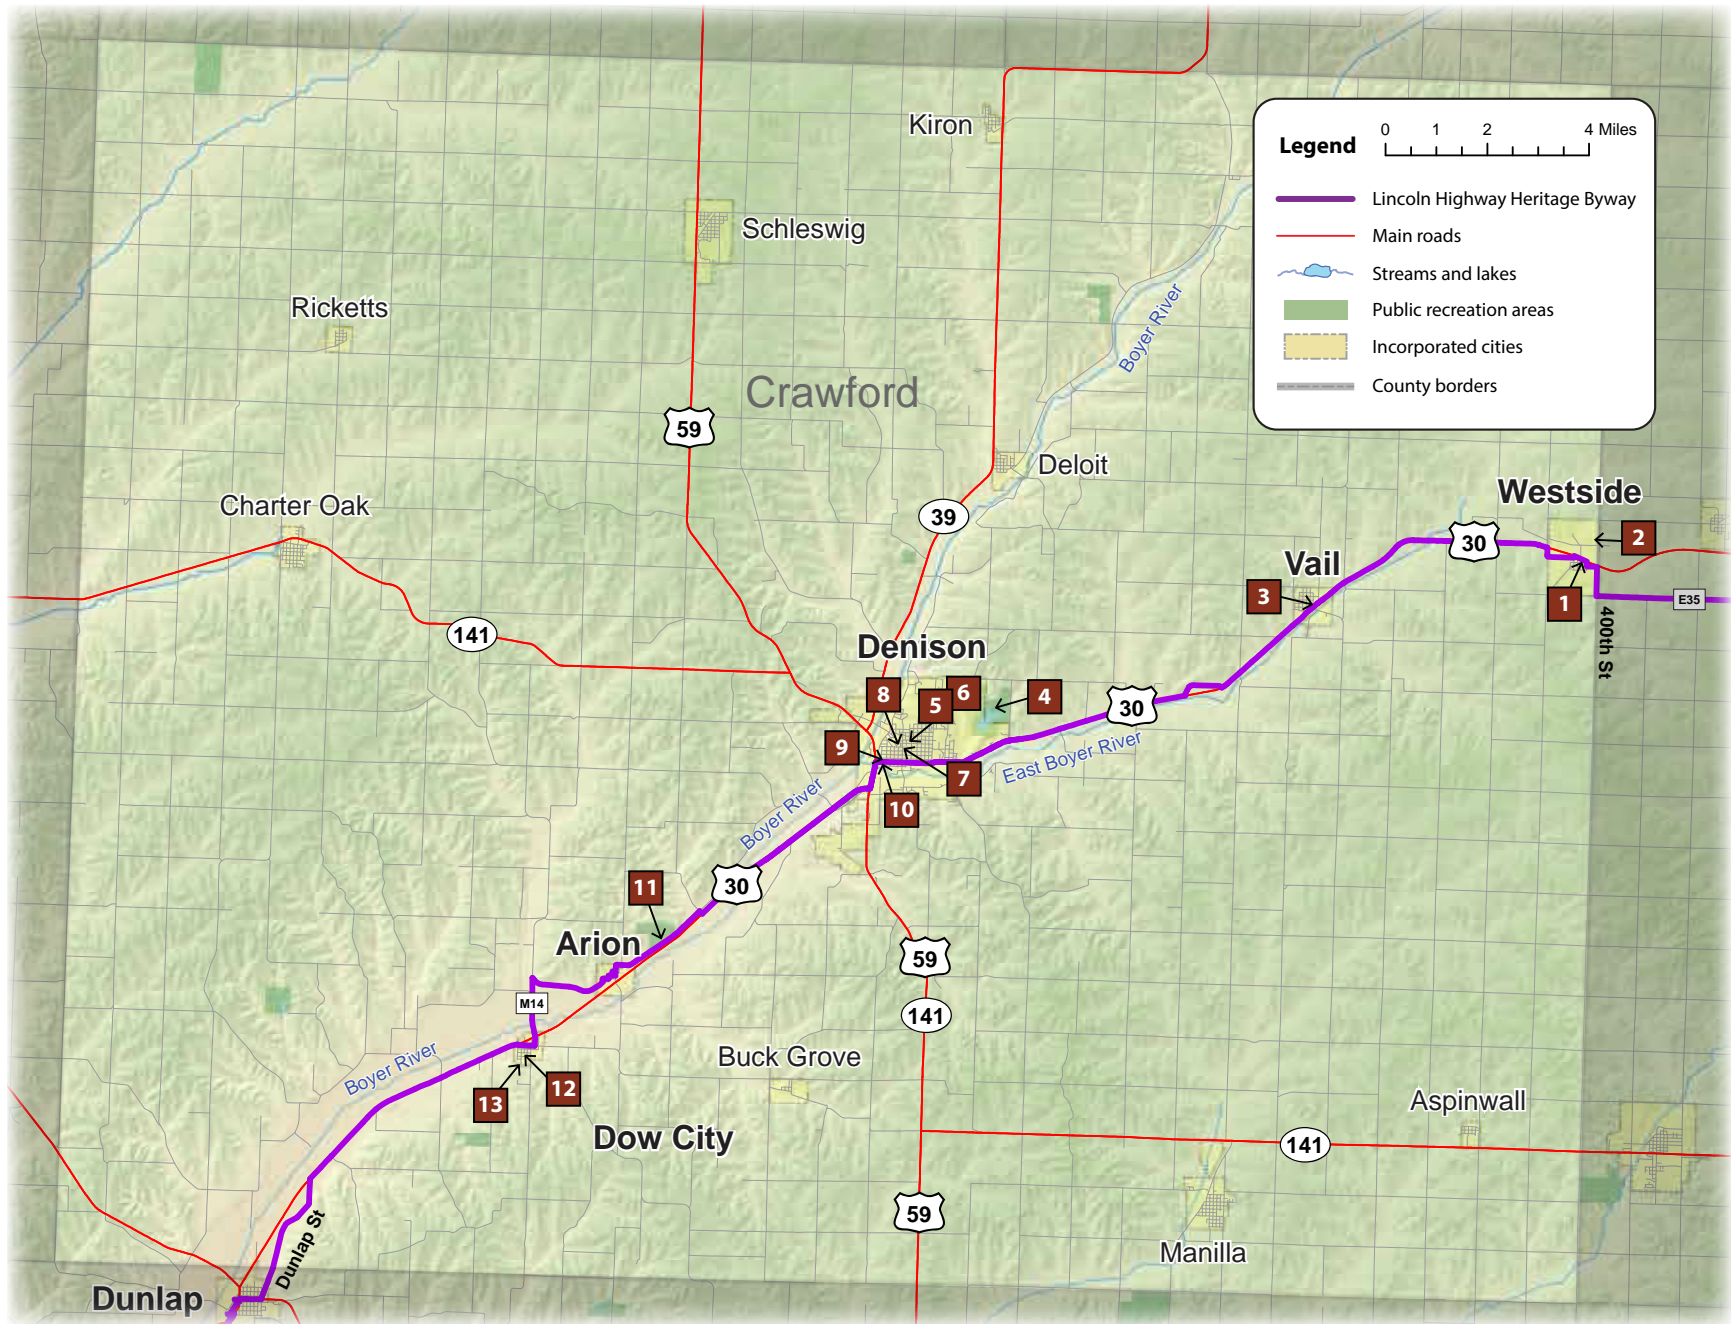 Legend
0 1 2 4 Miles
Lincoln Highway Heritage Byway
Main roads
Streams and lakes
Public recreation areas
Incorporated cities
County borders
Kiron
Schleswig
Ricketts
Boyer River
Crawford
59
Deloit
Charter Oak
39
Westside
30
2
Vail
3
1
E35
400th St
141
Denison
8
5
6
4
30
9
East Boyer River
7
10
Boyer River
11
30
Arion
59
M14
141
Buck Grove
Boyer River
12
13
Aspinwall
Dow City
141
59
Dunlap St
Manilla
Dunlap